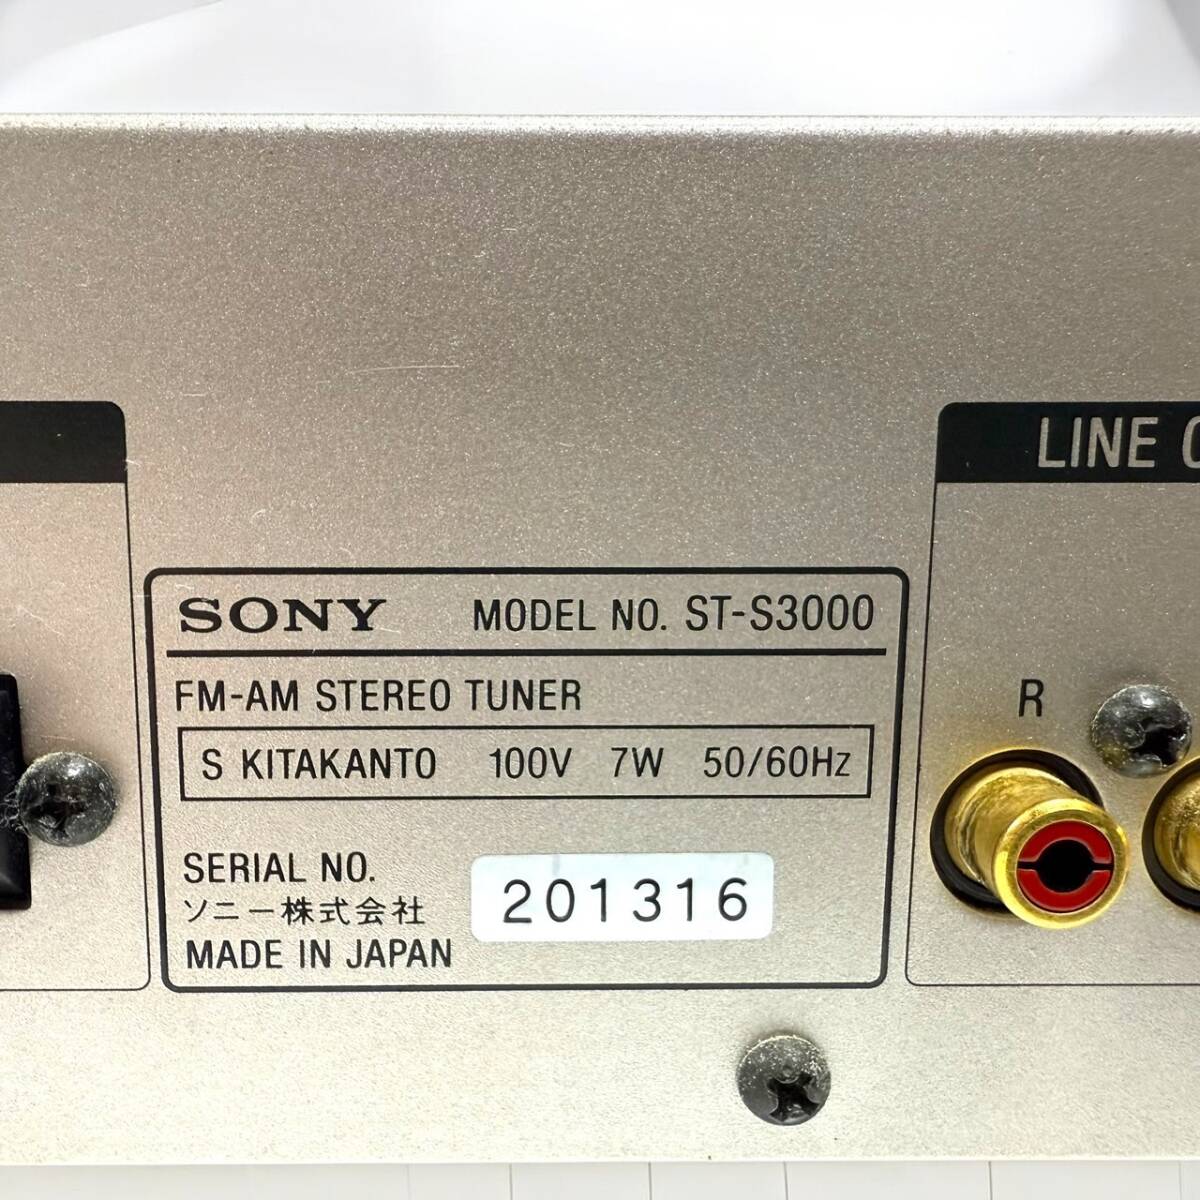 LINE
SONY MODEL NO. ST-S3000
FM-AM STEREO TUNER
S KITAKANTO 100V 7W 50/60Hz
R
SERIAL NO. 201316
ソニー株式会社
MADE IN JAPAN